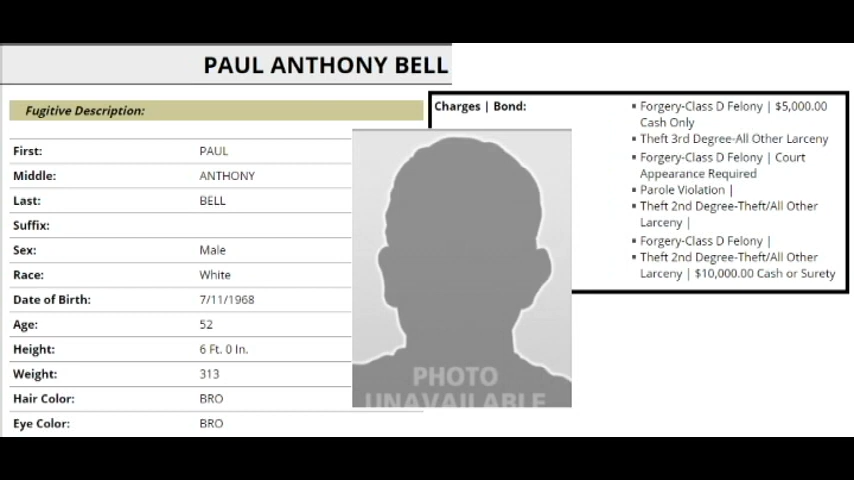 PAUL ANTHONY BELL
Fugitive Description:
First: PAUL
Middle: ANTHONY
Last: BELL
Suffix:
Sex: Male
Race: White
Date of Birth: 7/11/1968
Age: 52
Height: 6 Ft. 0 In.
Weight: 313
Hair Color: BRO
Eye Color: BRO
Charges | Bond:
▪ Forgery-Class D Felony | $5,000.00
Cash Only
▪ Theft 3rd Degree-All Other Larceny
▪ Forgery-Class D Felony | Court
Appearance Required
▪ Parole Violation |
▪ Theft 2nd Degree-Theft/All Other
Larceny |
▪ Forgery-Class D Felony |
▪ Theft 2nd Degree-Theft/All Other
Larceny | $10,000.00 Cash or Surety
PHOTO
UNAVAILABLE